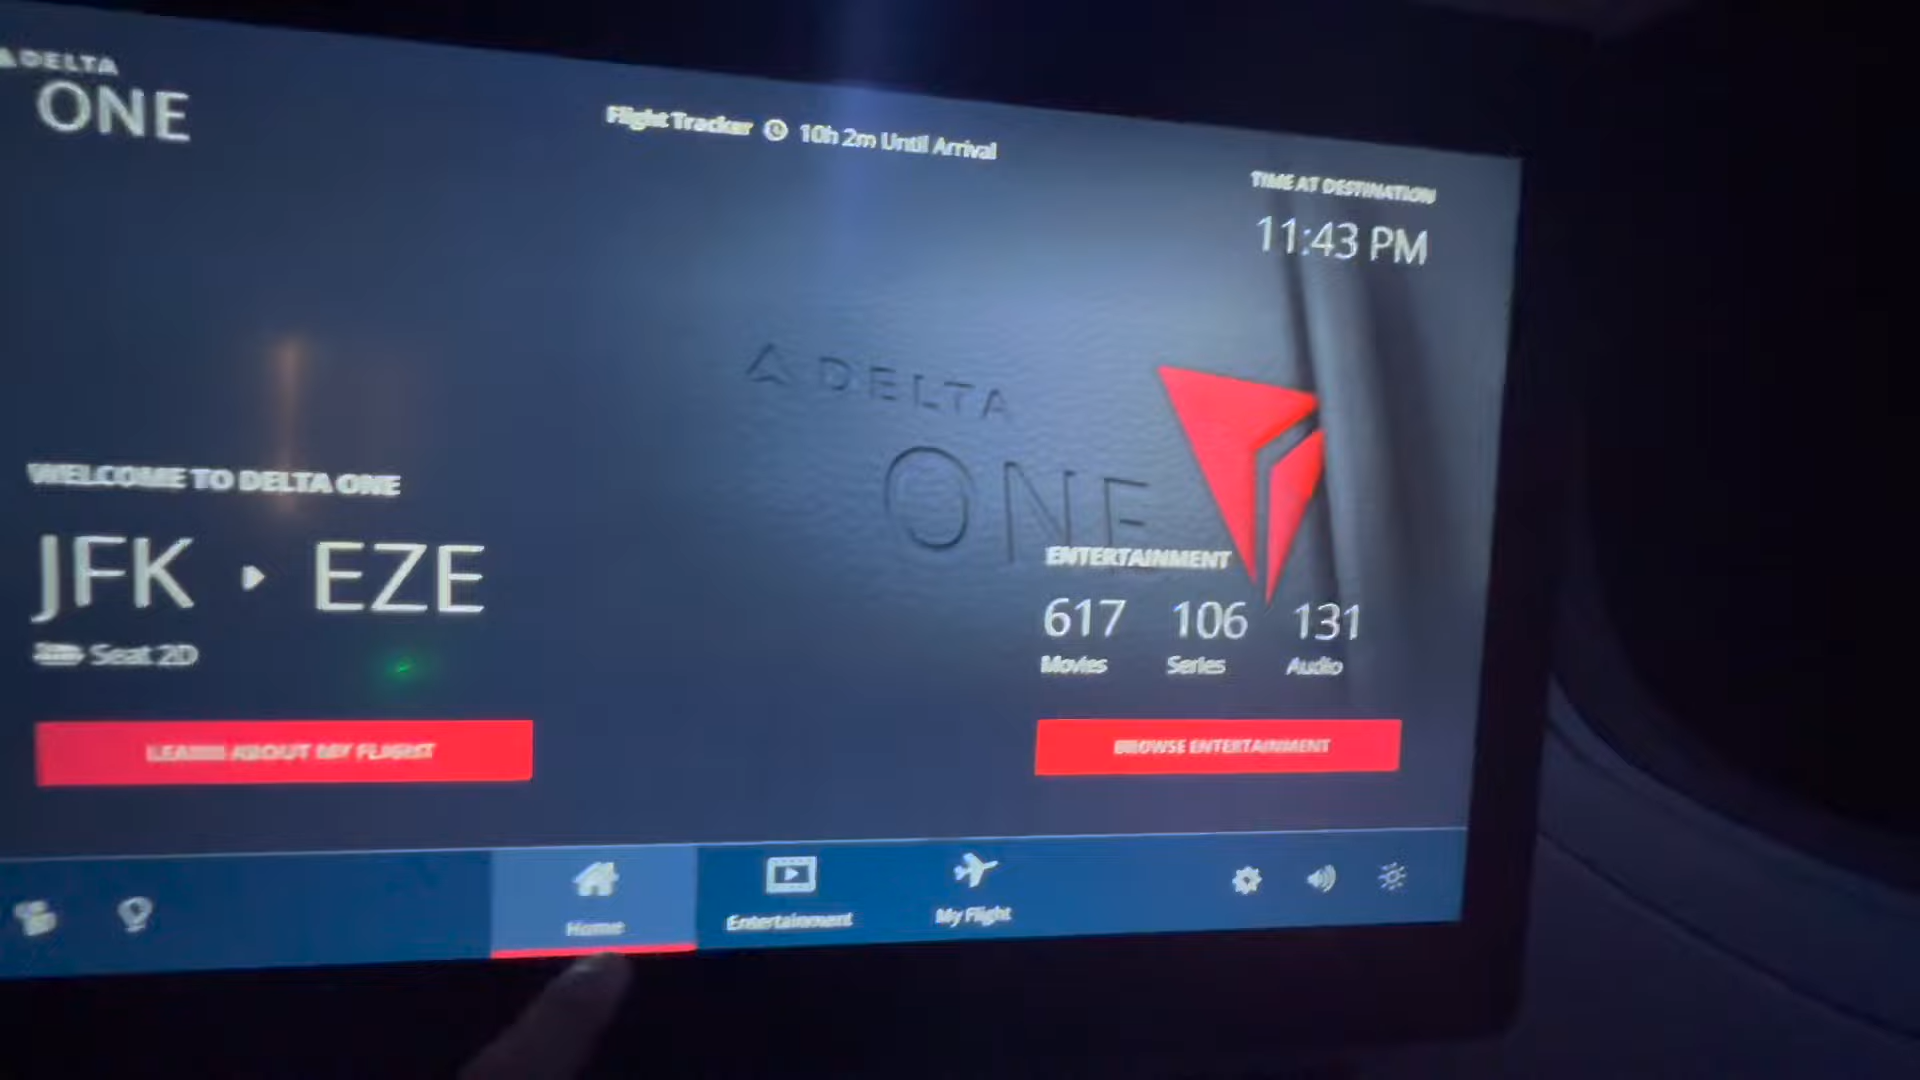 DELTA
ONE
Flight Tracker 10h 2m Until Arrival
TIME AT DESTINATION
11:43 PM
DELTA
ONE
WELCOME TO DELTA ONE
JFK EZE
Seat 2D
LEARN ABOUT MY FLIGHT
ENTERTAINMENT
617 106 131
Movies Series Audio
BROWSE ENTERTAINMENT
Home
Entertainment
My Flight